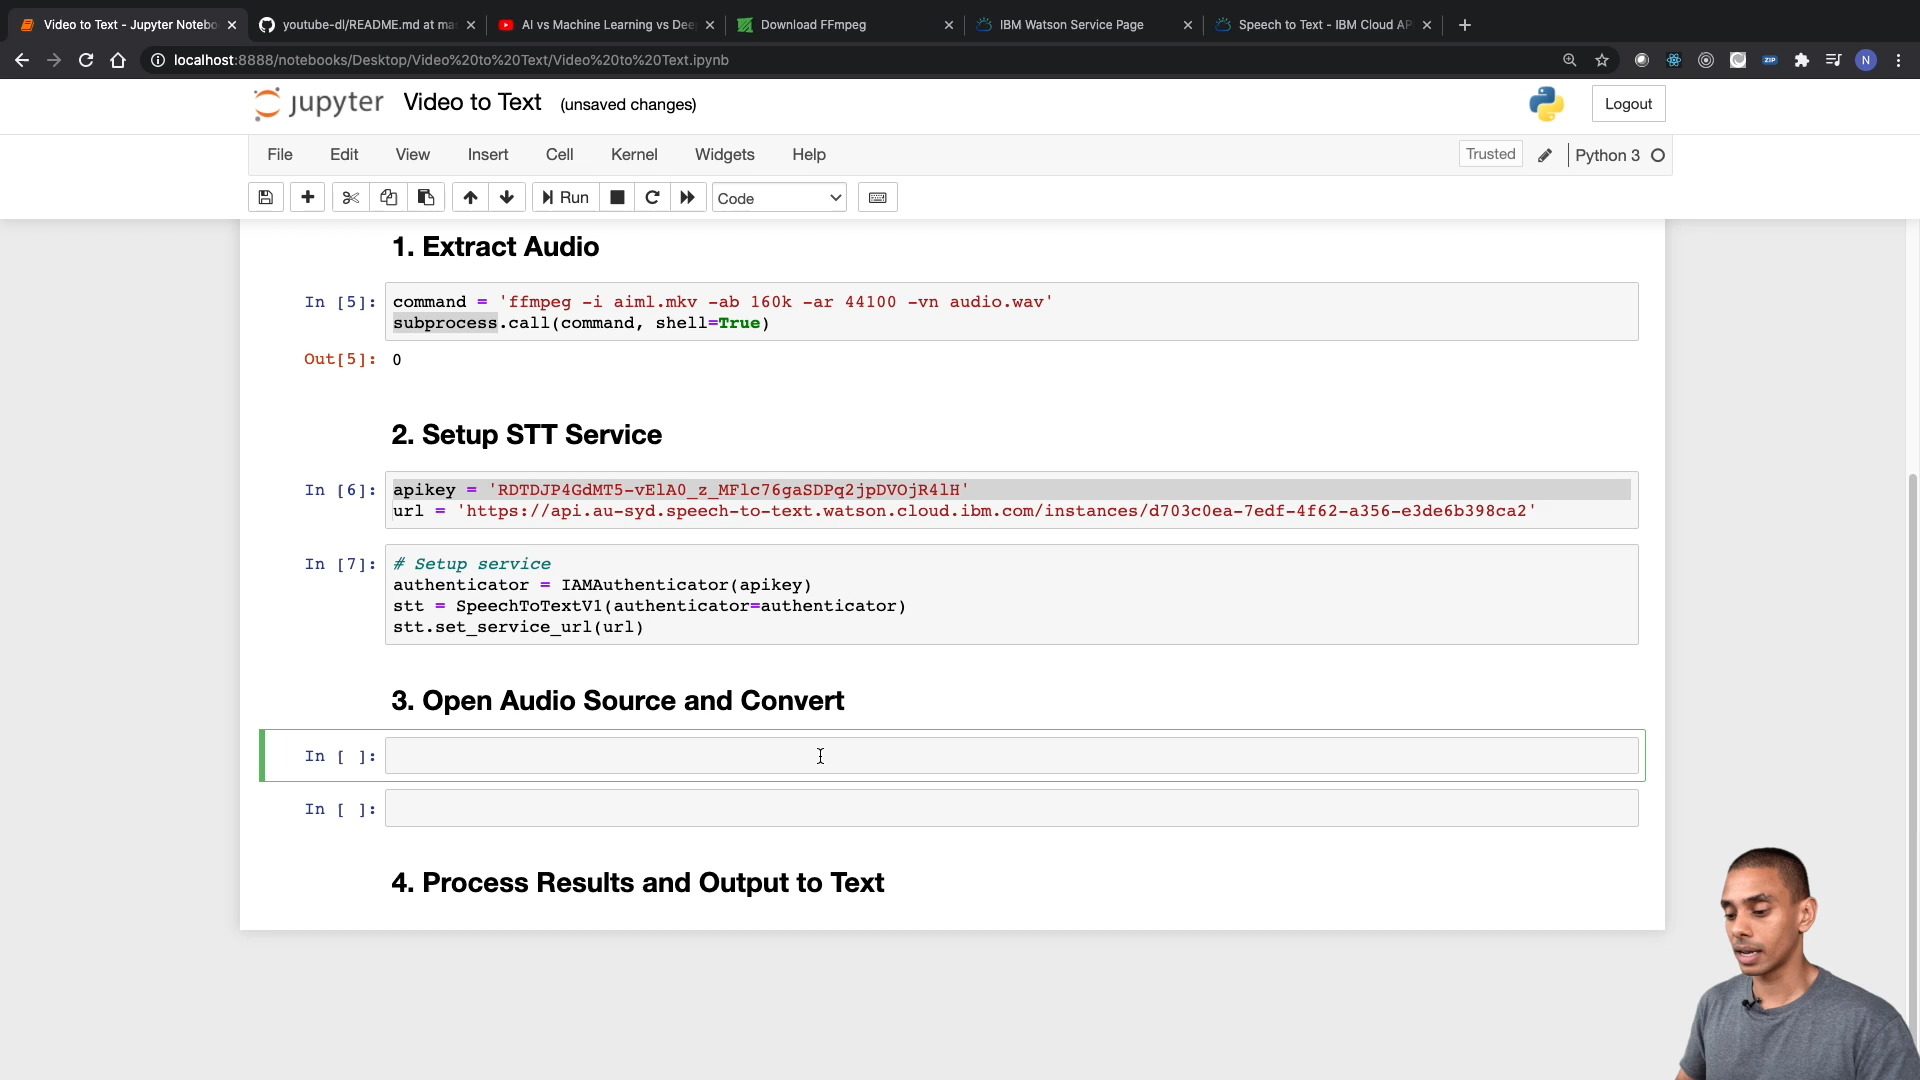 Video to Text - Jupyter Notebo
youtube-dl/README.md at ma
AI vs Machine Learning vs Dee
Download FFmpeg
IBM Watson Service Page
Speech to Text - IBM Cloud AP
localhost:8888/notebooks/Desktop/Video%20to%20Text/Video%20to%20Text.ipynb
ZIP
N
jupyter Video to Text (unsaved changes)
Logout
File Edit View Insert Cell Kernel Widgets Help
Trusted
Python 3
Run
Code
1. Extract Audio
In [5]: command = 'ffmpeg -i aiml.mkv -ab 160k -ar 44100 -vn audio.wav'
subprocess.call(command, shell=True)
Out[5]: 0
2. Setup STT Service
In [6]: apikey = 'RDTDJP4GdMT5-vElA0_z_MFlc76gaSDPq2jpDVOjR4lH'
url = 'https://api.au-syd.speech-to-text.watson.cloud.ibm.com/instances/d703c0ea-7edf-4f62-a356-e3de6b398ca2'
In [7]: # Setup service
authenticator = IAMAuthenticator(apikey)
stt = SpeechToTextV1(authenticator=authenticator)
stt.set_service_url(url)
3. Open Audio Source and Convert
In [ ]:
In [ ]:
4. Process Results and Output to Text